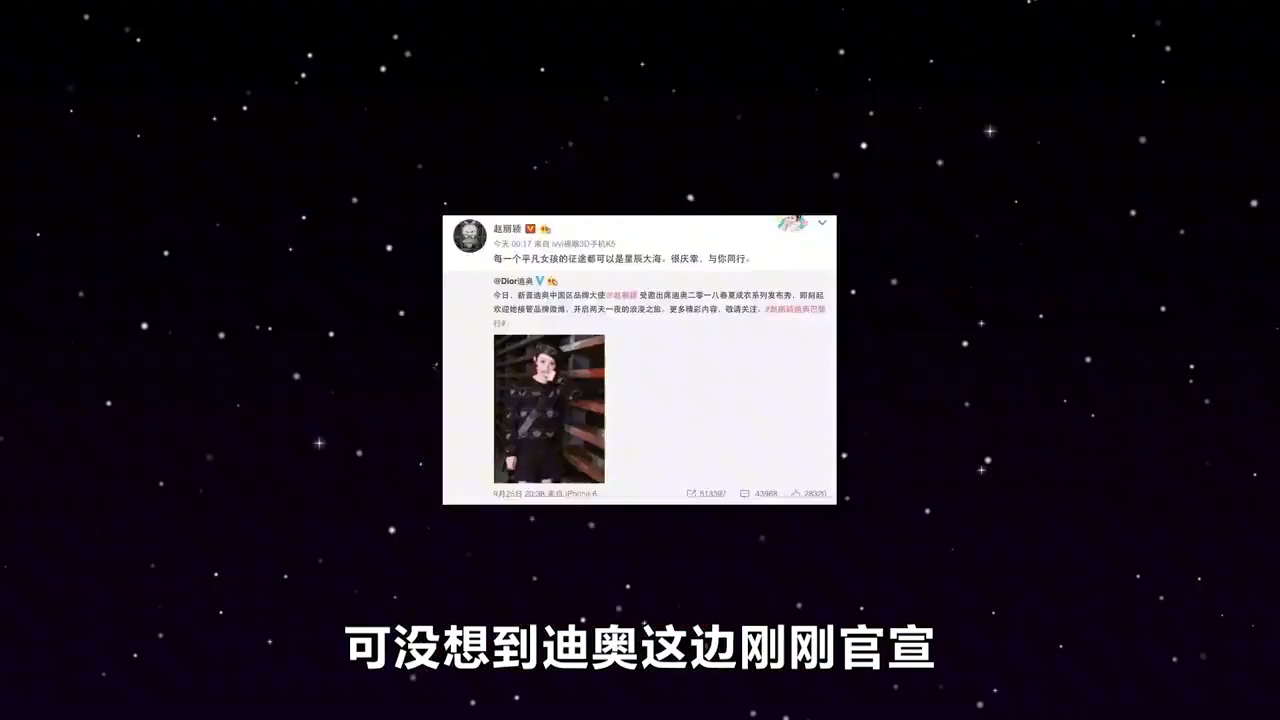 赵丽颖
今天 00:17 来自 ivvi裸眼3D手机K5
每一个平凡女孩的征途都可以是星辰大海。很庆幸，与你同行。
@Dior迪奥
今日，新晋迪奥中国区品牌大使@赵丽颖 受邀出席迪奥二零一八春夏成衣系列发布秀，即刻起
欢迎她接管品牌微博，开启两天一夜的浪漫之旅。更多精彩内容，敬请关注。#赵丽颖迪奥巴黎
行#
9月25日 20:38 来自 iPhone 6
513397 43968 28320
可没想到迪奥这边刚刚官宣